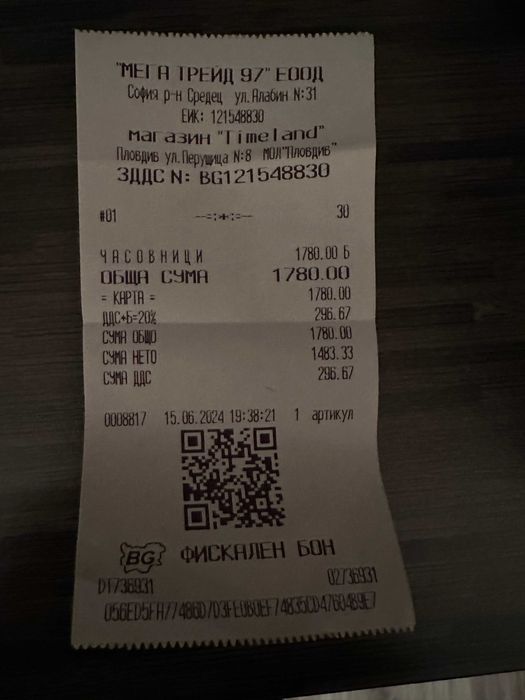 "МЕГА ТРЕЙД 97" ЕООД
София р-н Средец ул.Алабин N:31
ЕИК: 121548830
магазин "Timeland"
Пловдив ул.Перущица N:8 МОЛ"Пловдив"
ЗДДС N: BG121548830
#01 --=:+:=-- 30
ЧАСОВНИЦИ 1780.00 Б
ОБЩА СУМА 1780.00
= КАРТА = 1780.00
ДДС+Б=20% 296.67
СУМА ОБЩО 1780.00
СУМА НЕТО 1483.33
СУМА ДДС 296.67
0008817 15.06.2024 19:38:21 1 артикул
BG ФИСКАЛЕН БОН
DT736931 02736931